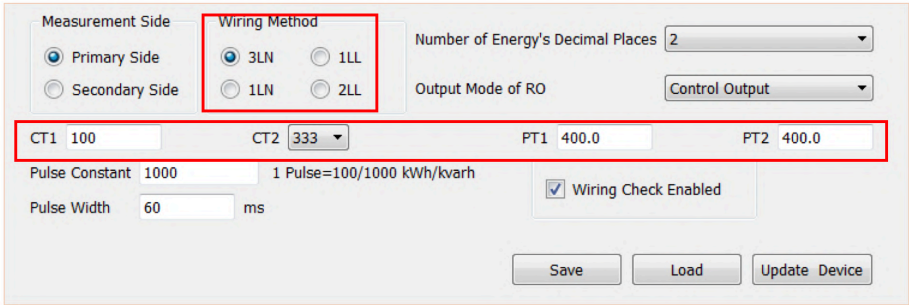 Measurement Side
Wiring Method
Primary Side
3LN
1LL
Number of Energy's Decimal Places 2
Secondary Side
1LN
2LL
Output Mode of RO Control Output
CT1 100 CT2 333 PT1 400.0 PT2 400.0
Pulse Constant 1000 1 Pulse=100/1000 kWh/kvarh
Wiring Check Enabled
Pulse Width 60 ms
Save Load Update Device